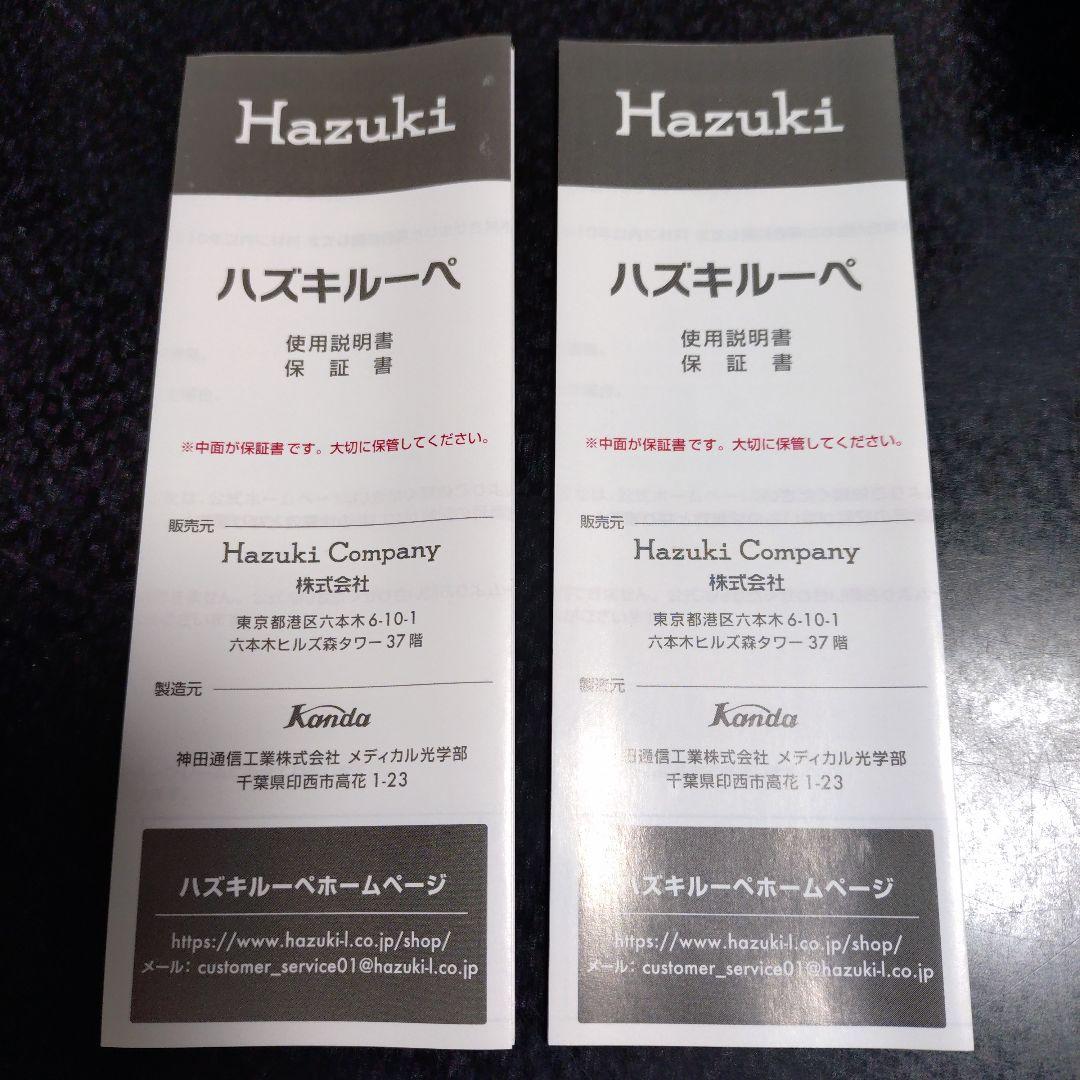 Hazuki
ハズキルーペ
使用説明書
保証書
※中面が保証書です。大切に保管してください。
販売元
Hazuki Company
株式会社
東京都港区六本木6-10-1
六本木ヒルズ森タワー37階
製造元
Kanda
神田通信工業株式会社 メディカル光学部
千葉県印西市高花1-23
ハズキルーペホームページ
https://www.hazuki-l.co.jp/shop/
メール: customer_service01@hazuki-l.co.jp
Hazuki
ハズキルーペ
使用説明書
保証書
※中面が保証書です。大切に保管してください。
販売元
Hazuki Company
株式会社
東京都港区六本木6-10-1
六本木ヒルズ森タワー37階
製造元
Kanda
田通信工業株式会社 メディカル光学部
千葉県印西市高花1-23
ハズキルーペホームページ
https://www.hazuki-l.co.jp/shop/
メール: customer_service01@hazuki-l.co.jp